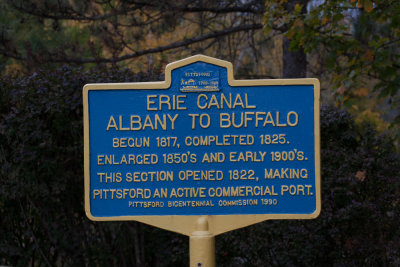 PITTSFORD
ERIE CANAL
ALBANY TO BUFFALO
BEGUN 1817, COMPLETED 1825.
ENLARGED 1850'S AND EARLY 1900'S.
THIS SECTION OPENED 1822, MAKING
PITTSFORD AN ACTIVE COMMERCIAL PORT.
PITTSFORD BICENTENNIAL COMMISSION 1990